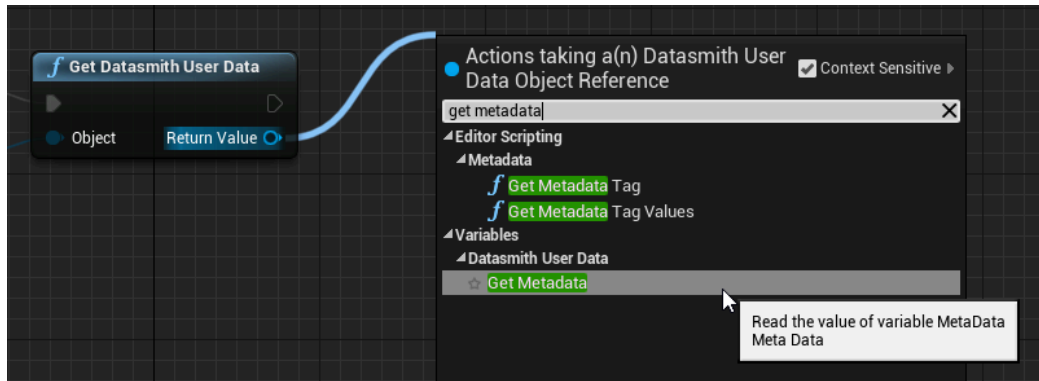 f Get Datasmith User Data
Object
Return Value
Actions taking a(n) Datasmith User
Data Object Reference
Context Sensitive
get metadata
Editor Scripting
Metadata
f Get Metadata Tag
f Get Metadata Tag Values
Variables
Datasmith User Data
Get Metadata
Read the value of variable MetaData
Meta Data